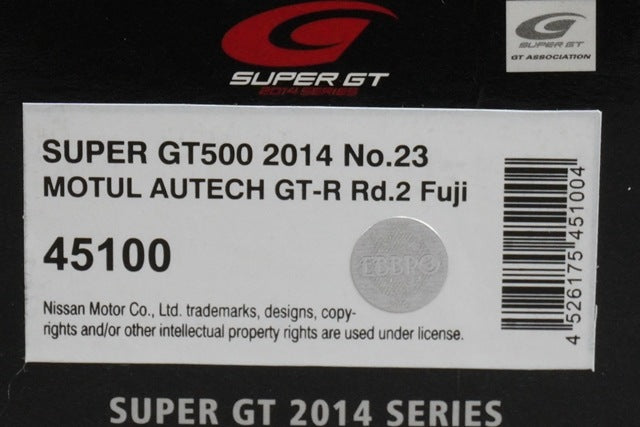 SUPER GT
2014 SERIES
SUPER GT
GT ASSOCIATION
SUPER GT500 2014 No.23
MOTUL AUTECH GT-R Rd.2 Fuji
45100
EBBRO
Nissan Motor Co., Ltd. trademarks, designs, copy-
rights and/or other intellectual property rights are used under license.
4 526175 451004
SUPER GT 2014 SERIES